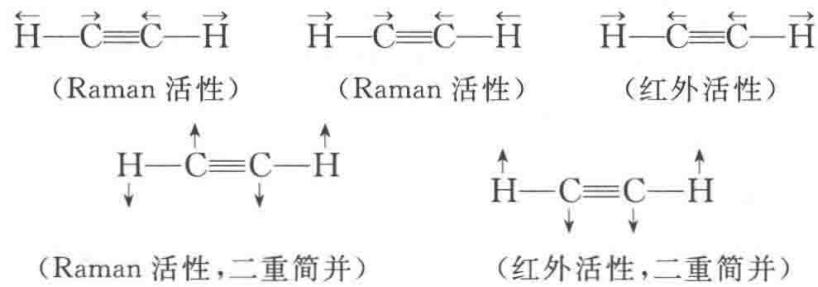 H—C≡C—H H—C≡C—H H—C≡C—H
(Raman 活性) (Raman 活性) (红外活性)
H—C≡C—H H—C≡C—H
(Raman 活性,二重简并) (红外活性,二重简并)